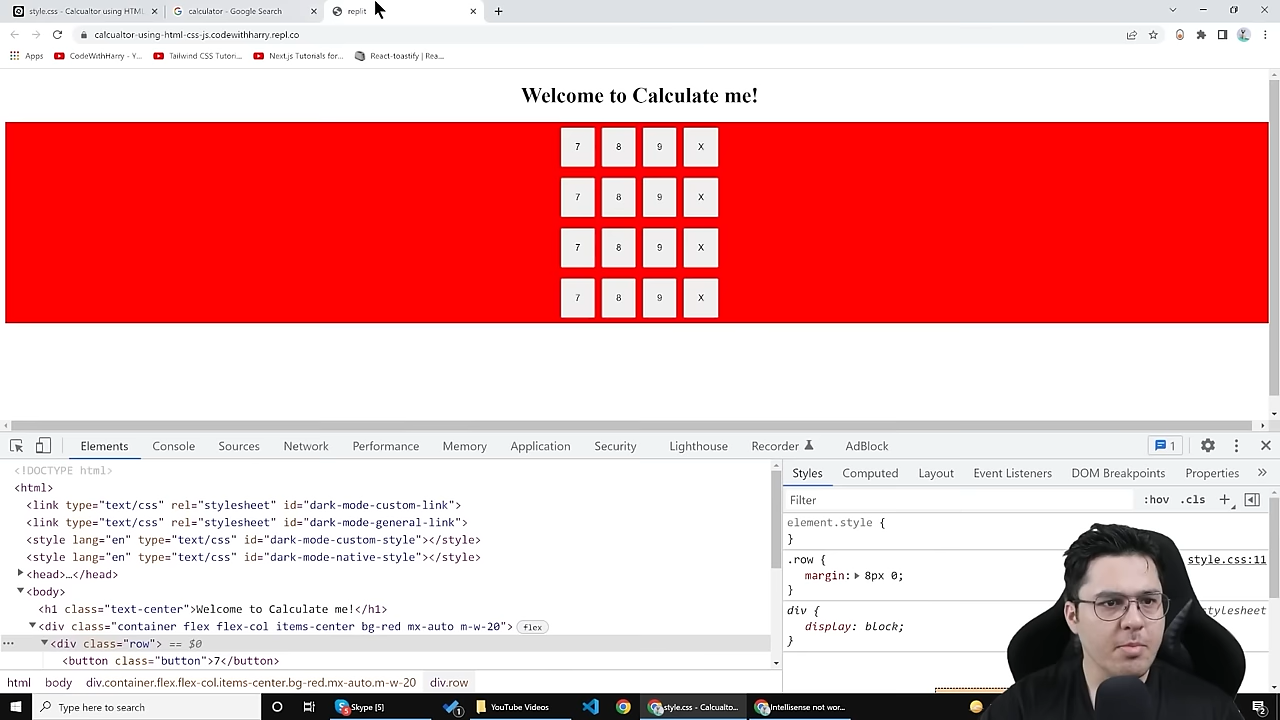 style.css - Calcualtor using HTML
calculator - Google Search
replit
calcualtor-using-html-css-js.codewithharry.repl.co
Apps
CodeWithHarry - Y...
Tailwind CSS Tutori...
Next.js Tutorials for...
React-toastify | Rea...
Welcome to Calculate me!
7 8 9 X
7 8 9 X
7 8 9 X
7 8 9 X
Elements Console Sources Network Performance Memory Application Security Lighthouse Recorder AdBlock 1
<!DOCTYPE html>
<html>
<link type="text/css" rel="stylesheet" id="dark-mode-custom-link">
<link type="text/css" rel="stylesheet" id="dark-mode-general-link">
<style lang="en" type="text/css" id="dark-mode-custom-style"></style>
<style lang="en" type="text/css" id="dark-mode-native-style"></style>
<head>…</head>
<body>
<h1 class="text-center">Welcome to Calculate me!</h1>
<div class="container flex flex-col items-center bg-red mx-auto m-w-20"> flex
<div class="row"> == $0
<button class="button">7</button>
html body div.container.flex.flex-col.items-center.bg-red.mx-auto.m-w-20 div.row
Styles Computed Layout Event Listeners DOM Breakpoints Properties
Filter :hov .cls
element.style {
}
.row { style.css:11
margin: 8px 0;
}
div { stylesheet
display: block;
}
Type here to search
Skype [5]
1
YouTube Videos
style.css - Calcualto...
Intellisense not wor...